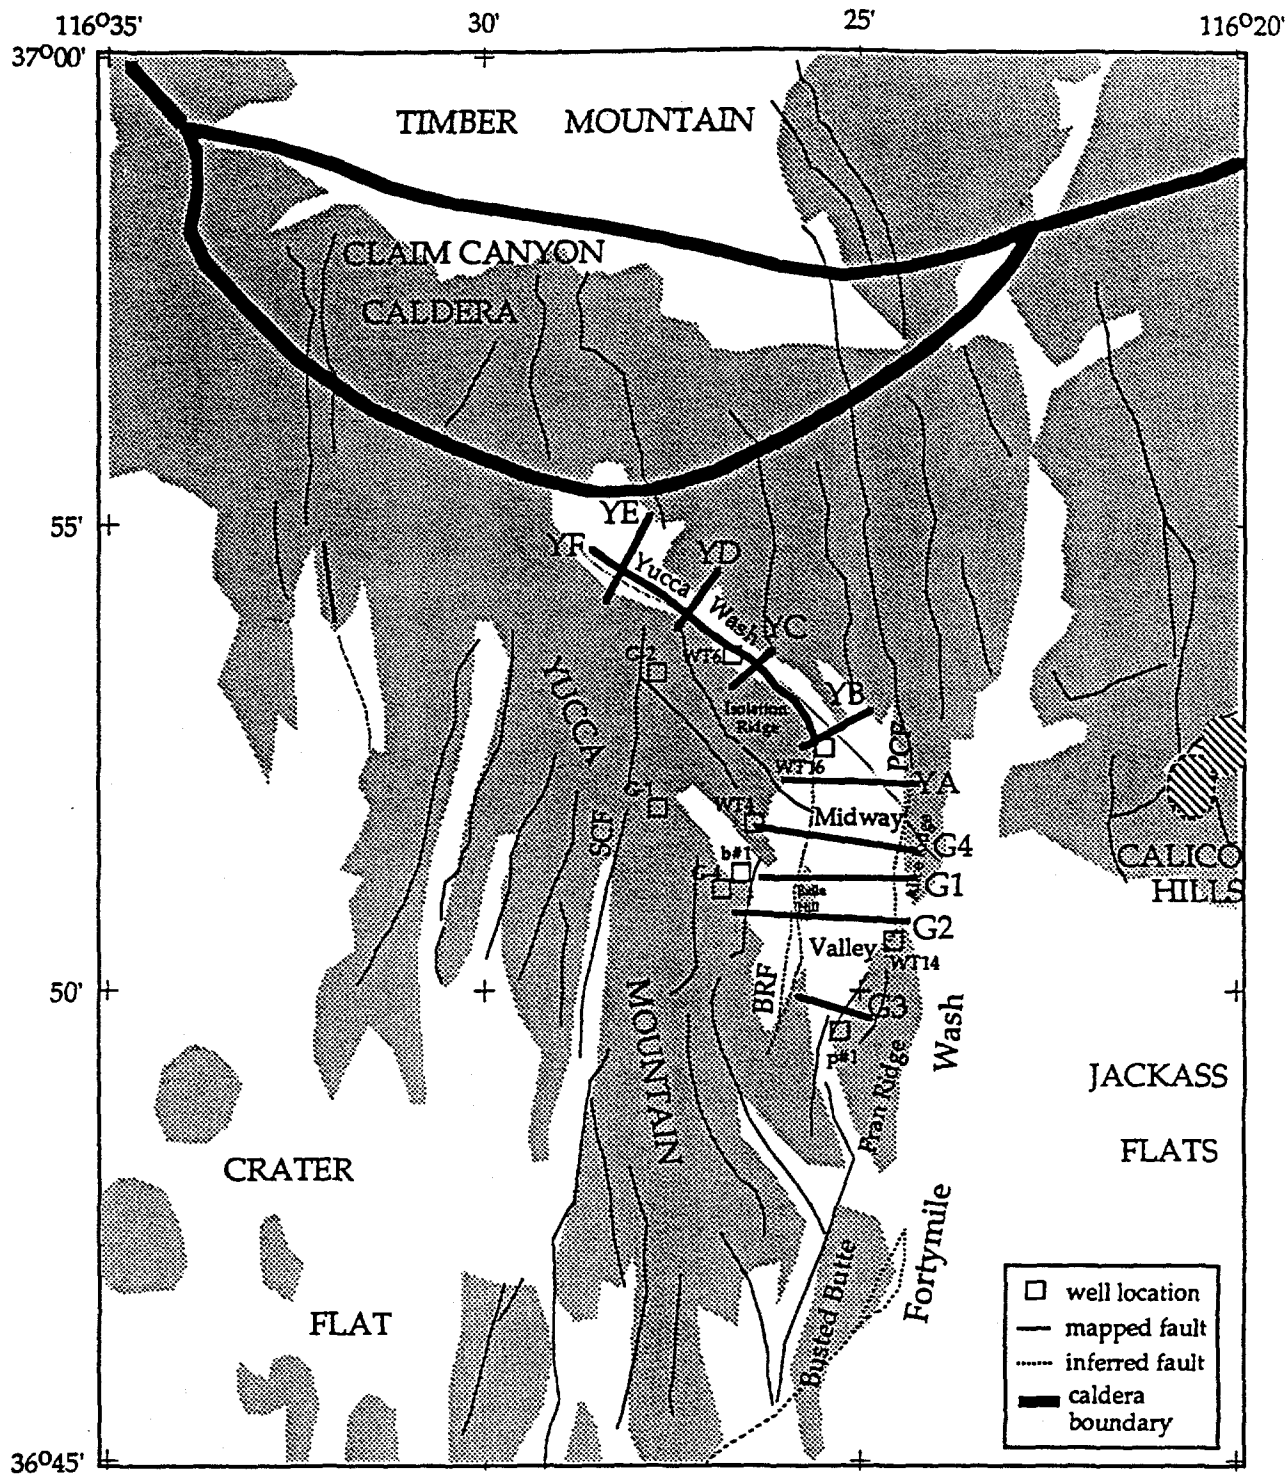 116°35' 30' 25' 116°20'
37°00'
TIMBER MOUNTAIN
CLAIM CANYON
CALDERA
55'
YE
YF
YD
Yucca
Wash
YC
G-2
WT6
YUCCA
Isolation
Ridge
YB
PCF
WT16
YA
G-1
WT4
Midway
SCF
G4
b#1
CALICO
HILLS
G-4
G1
G2
Valley
WT14
50'
BRF
G3
Wash
MOUNTAIN
p#1
Fran Ridge
JACKASS
FLATS
CRATER
FLAT
Fortymile
Busted Butte
well location
mapped fault
inferred fault
caldera
boundary
36°45'